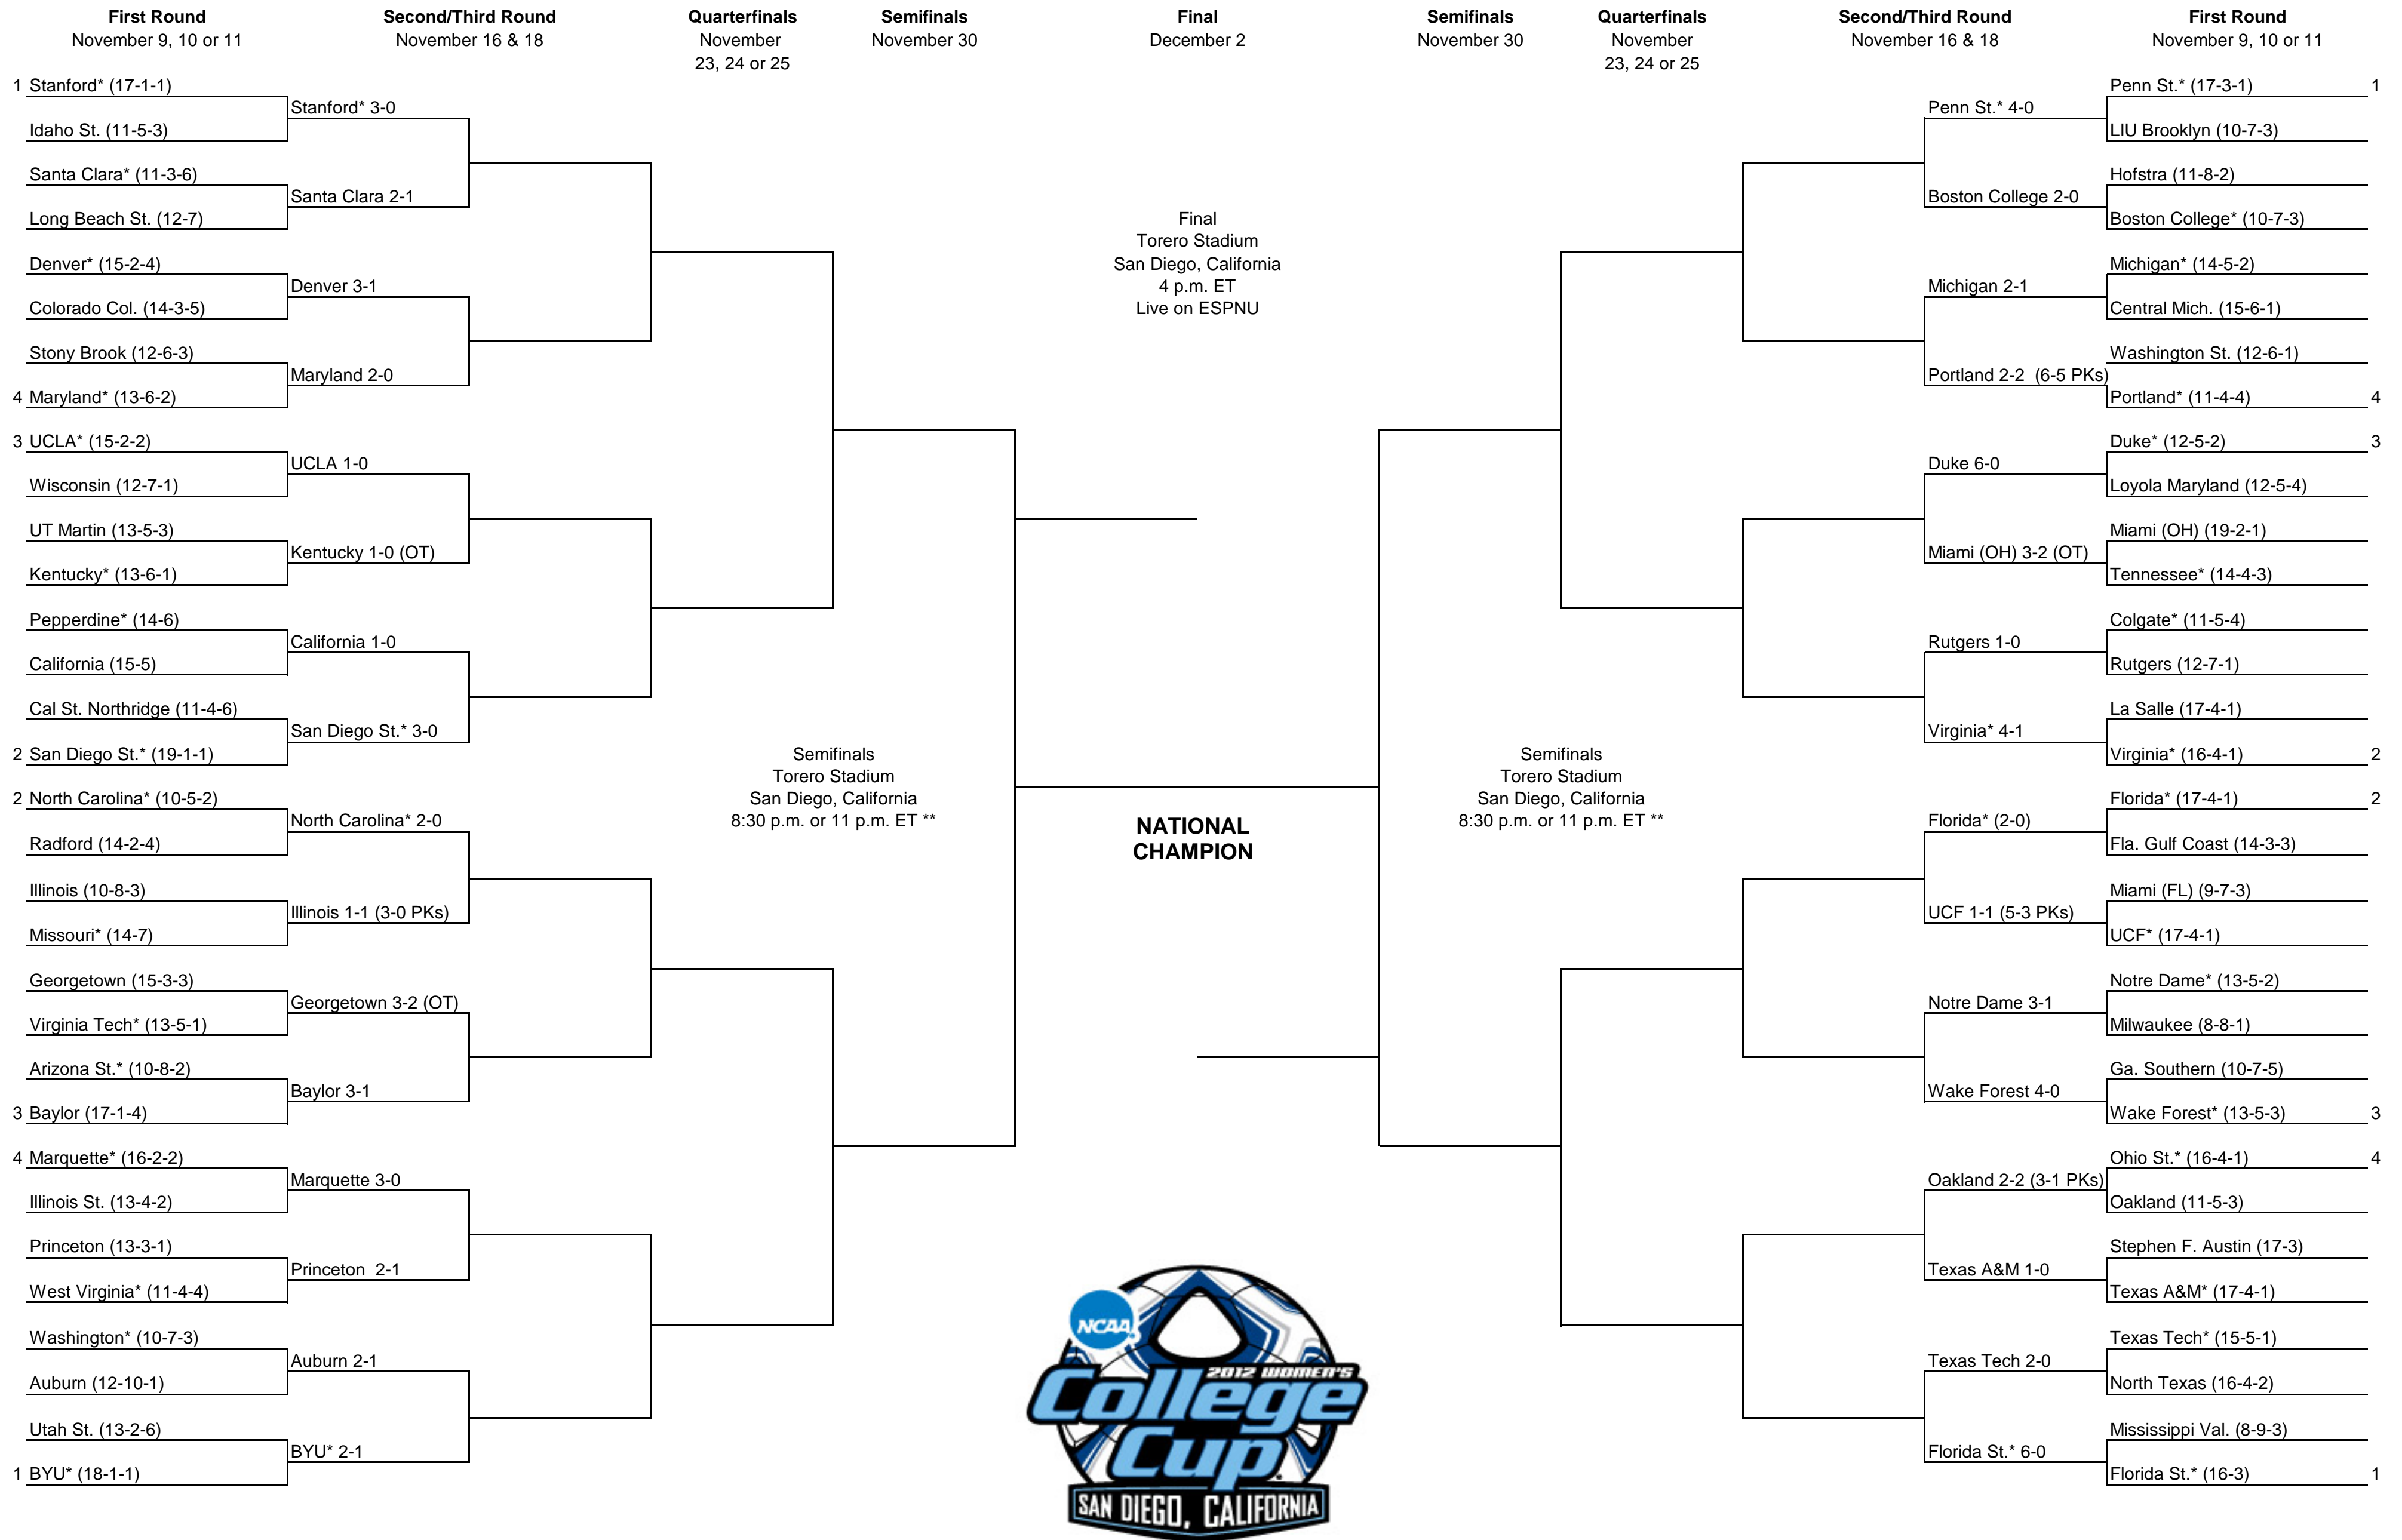 First Round
November 9, 10 or 11
Second/Third Round
November 16 & 18
Quarterfinals
November
23, 24 or 25
Semifinals
November 30
Final
December 2
Semifinals
November 30
Quarterfinals
November
23, 24 or 25
Second/Third Round
November 16 & 18
First Round
November 9, 10 or 11
1 Stanford* (17-1-1)
Idaho St. (11-5-3)
Santa Clara* (11-3-6)
Long Beach St. (12-7)
Denver* (15-2-4)
Colorado Col. (14-3-5)
Stony Brook (12-6-3)
4 Maryland* (13-6-2)
3 UCLA* (15-2-2)
Wisconsin (12-7-1)
UT Martin (13-5-3)
Kentucky* (13-6-1)
Pepperdine* (14-6)
California (15-5)
Cal St. Northridge (11-4-6)
2 San Diego St.* (19-1-1)
2 North Carolina* (10-5-2)
Radford (14-2-4)
Illinois (10-8-3)
Missouri* (14-7)
Georgetown (15-3-3)
Virginia Tech* (13-5-1)
Arizona St.* (10-8-2)
3 Baylor (17-1-4)
4 Marquette* (16-2-2)
Illinois St. (13-4-2)
Princeton (13-3-1)
West Virginia* (11-4-4)
Washington* (10-7-3)
Auburn (12-10-1)
Utah St. (13-2-6)
1 BYU* (18-1-1)
Stanford* 3-0
Santa Clara 2-1
Denver 3-1
Maryland 2-0
UCLA 1-0
Kentucky 1-0 (OT)
California 1-0
San Diego St.* 3-0
North Carolina* 2-0
Illinois 1-1 (3-0 PKs)
Georgetown 3-2 (OT)
Baylor 3-1
Marquette 3-0
Princeton 2-1
Auburn 2-1
BYU* 2-1
Semifinals
Torero Stadium
San Diego, California
8:30 p.m. or 11 p.m. ET **
Final
Torero Stadium
San Diego, California
4 p.m. ET
Live on ESPNU
NATIONAL
CHAMPION
NCAA
2012 WOMEN'S
College
Cup
SAN DIEGO, CALIFORNIA
Semifinals
Torero Stadium
San Diego, California
8:30 p.m. or 11 p.m. ET **
Penn St.* 4-0
Boston College 2-0
Michigan 2-1
Portland 2-2 (6-5 PKs)
Duke 6-0
Miami (OH) 3-2 (OT)
Rutgers 1-0
Virginia* 4-1
Florida* (2-0)
UCF 1-1 (5-3 PKs)
Notre Dame 3-1
Wake Forest 4-0
Oakland 2-2 (3-1 PKs)
Texas A&M 1-0
Texas Tech 2-0
Florida St.* 6-0
Penn St.* (17-3-1) 1
LIU Brooklyn (10-7-3)
Hofstra (11-8-2)
Boston College* (10-7-3)
Michigan* (14-5-2)
Central Mich. (15-6-1)
Washington St. (12-6-1)
Portland* (11-4-4) 4
Duke* (12-5-2) 3
Loyola Maryland (12-5-4)
Miami (OH) (19-2-1)
Tennessee* (14-4-3)
Colgate* (11-5-4)
Rutgers (12-7-1)
La Salle (17-4-1)
Virginia* (16-4-1) 2
Florida* (17-4-1) 2
Fla. Gulf Coast (14-3-3)
Miami (FL) (9-7-3)
UCF* (17-4-1)
Notre Dame* (13-5-2)
Milwaukee (8-8-1)
Ga. Southern (10-7-5)
Wake Forest* (13-5-3) 3
Ohio St.* (16-4-1) 4
Oakland (11-5-3)
Stephen F. Austin (17-3)
Texas A&M* (17-4-1)
Texas Tech* (15-5-1)
North Texas (16-4-2)
Mississippi Val. (8-9-3)
Florida St.* (16-3) 1